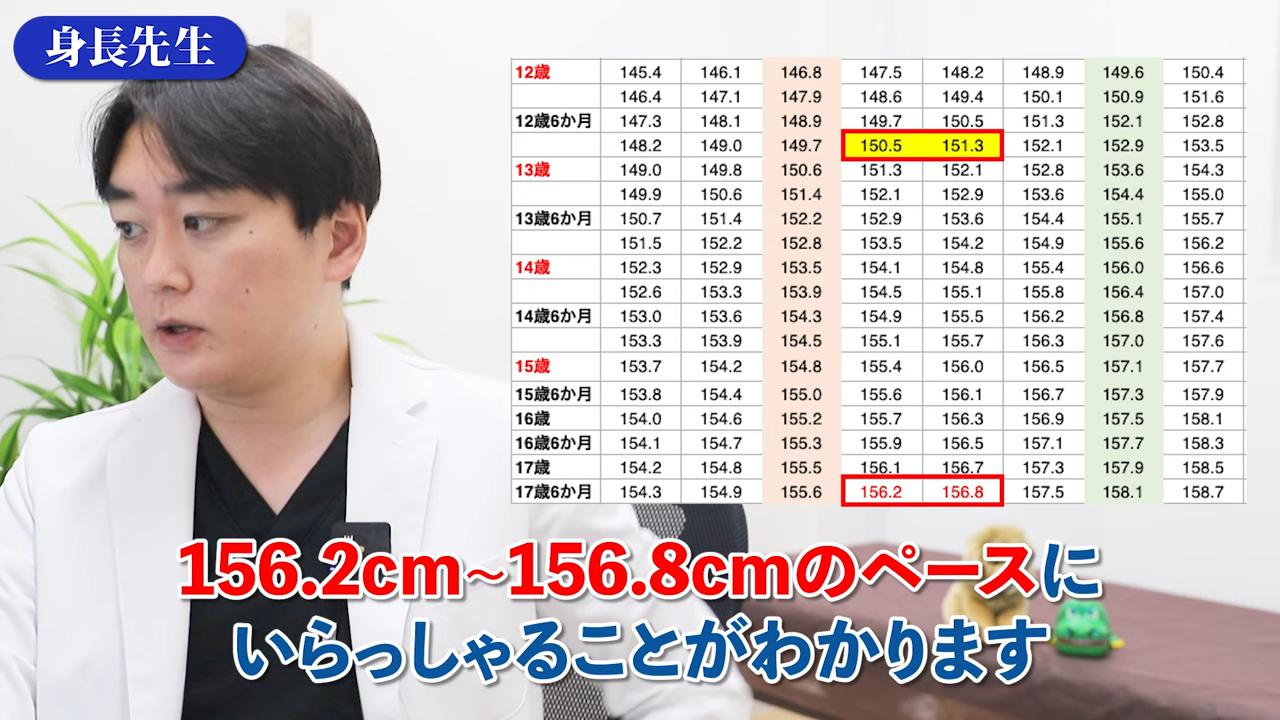 身長先生
12歳 145.4 146.1 146.8 147.5 148.2 148.9 149.6 150.4
146.4 147.1 147.9 148.6 149.4 150.1 150.9 151.6
12歳6か月 147.3 148.1 148.9 149.7 150.5 151.3 152.1 152.8
148.2 149.0 149.7 150.5 151.3 152.1 152.9 153.5
13歳 149.0 149.8 150.6 151.3 152.1 152.8 153.6 154.3
149.9 150.6 151.4 152.1 152.9 153.6 154.4 155.0
13歳6か月 150.7 151.4 152.2 152.9 153.6 154.4 155.1 155.7
151.5 152.2 152.8 153.5 154.2 154.9 155.6 156.2
14歳 152.3 152.9 153.5 154.1 154.8 155.4 156.0 156.6
152.6 153.3 153.9 154.5 155.1 155.8 156.4 157.0
14歳6か月 153.0 153.6 154.3 154.9 155.5 156.2 156.8 157.4
153.3 153.9 154.5 155.1 155.7 156.3 157.0 157.6
15歳 153.7 154.2 154.8 155.4 156.0 156.5 157.1 157.7
15歳6か月 153.8 154.4 155.0 155.6 156.1 156.7 157.3 157.9
16歳 154.0 154.6 155.2 155.7 156.3 156.9 157.5 158.1
16歳6か月 154.1 154.7 155.3 155.9 156.5 157.1 157.7 158.3
17歳 154.2 154.8 155.5 156.1 156.7 157.3 157.9 158.5
17歳6か月 154.3 154.9 155.6 156.2 156.8 157.5 158.1 158.7
156.2cm~156.8cmのペースに
いらっしゃることがわかります